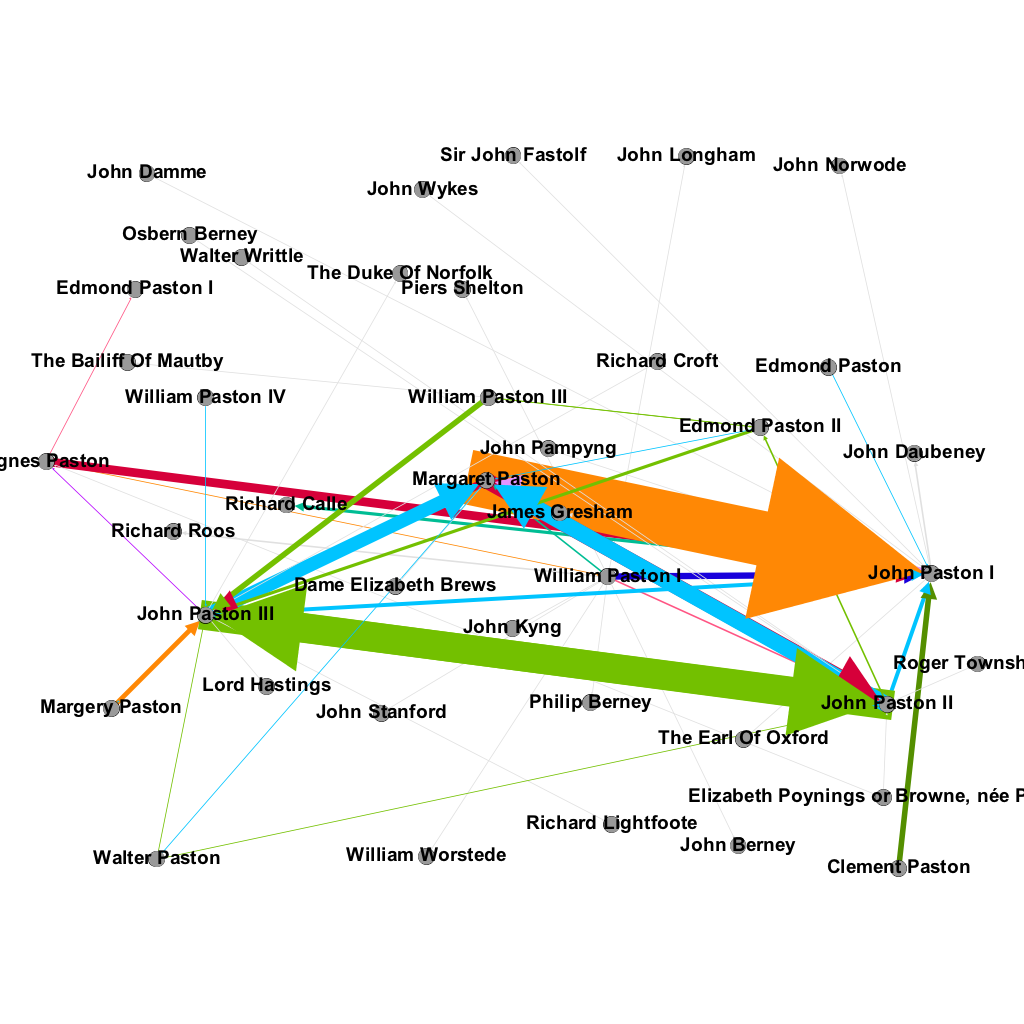 Sir John Fastolf
John Longham
John Norwode
John Damme
John Wykes
Osbern Berney
Walter Writtle
The Duke Of Norfolk
Edmond Paston I
Piers Shelton
The Bailiff Of Mautby
Richard Croft
Edmond Paston
William Paston IV
William Paston III
Edmond Paston II
John Pampyng
John Daubeney
gnes Paston
Margaret Paston
Richard Calle
James Gresham
Richard Roos
William Paston I
John Paston I
Dame Elizabeth Brews
John Paston III
John Kyng
Roger Townsh
Lord Hastings
Margery Paston
John Stanford
Philip Berney
John Paston II
The Earl Of Oxford
Elizabeth Poynings or Browne, née P
Richard Lightfoote
John Berney
Walter Paston
William Worstede
Clement Paston